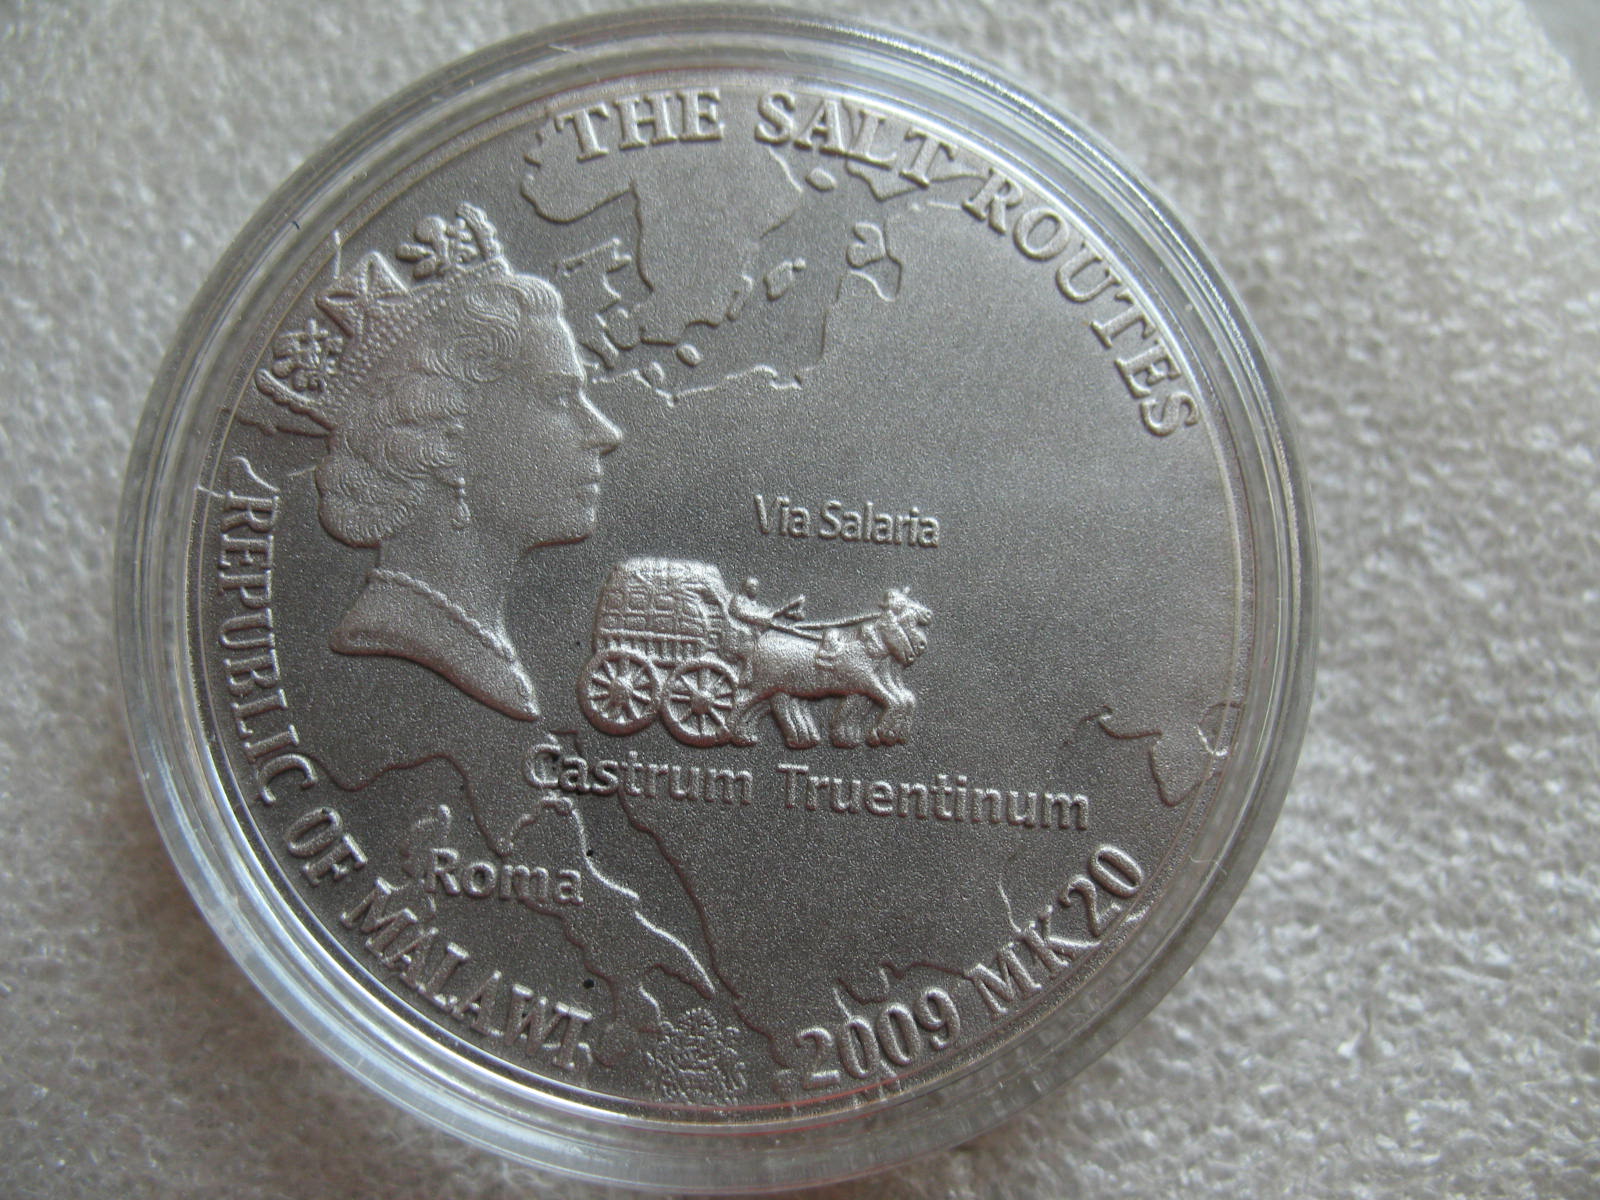 THE SALT ROUTES
Via Salaria
Castrum Truentinum
Roma
REPUBLIC OF MALAWI
2009 MK20